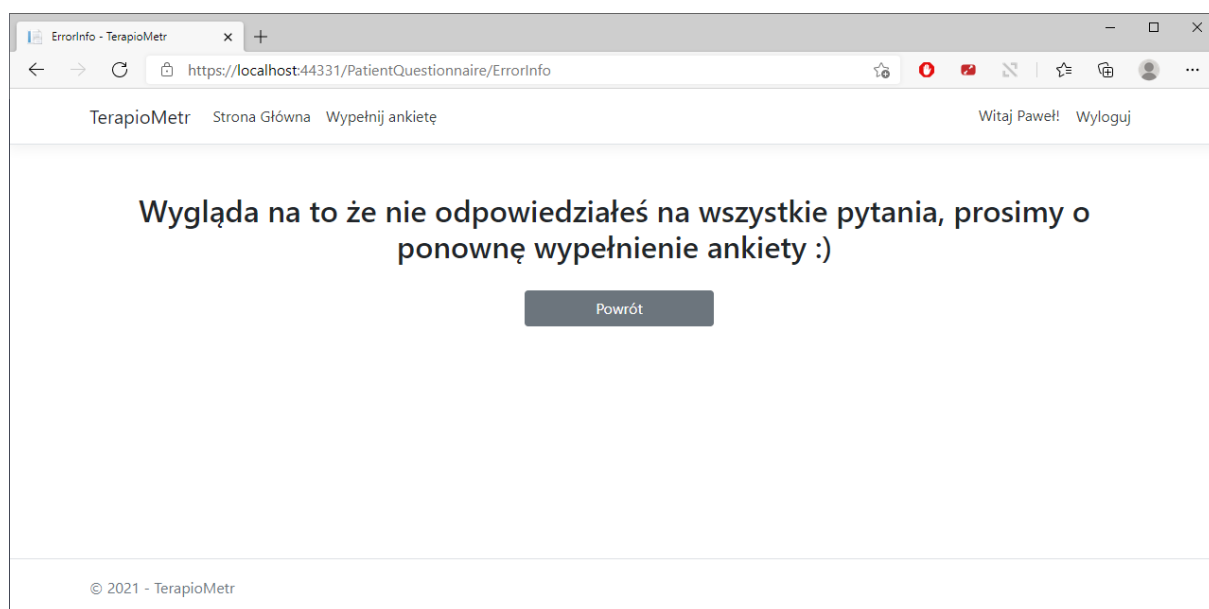 ErrorInfo - TerapioMetr
https://localhost:44331/PatientQuestionnaire/ErrorInfo
TerapioMetr Strona Główna Wypełnij ankietę Witaj Paweł! Wyloguj
Wygląda na to że nie odpowiedziałeś na wszystkie pytania, prosimy o
ponownę wypełnienie ankiety :)
Powrót
© 2021 - TerapioMetr